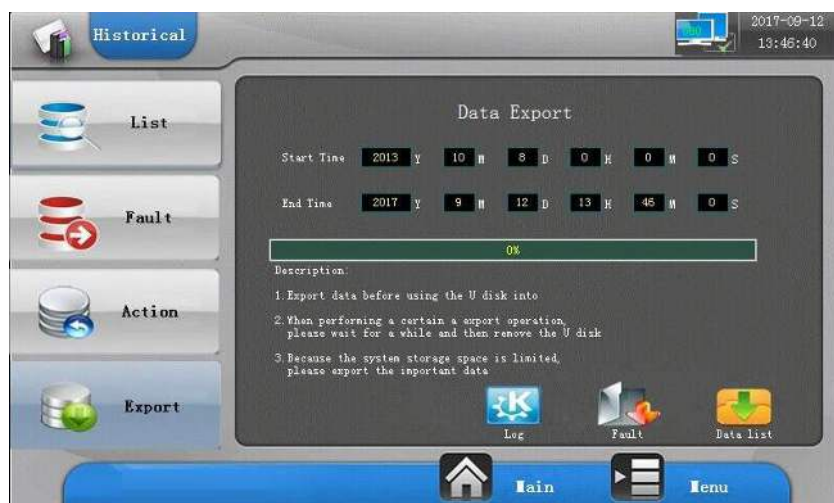 Historical
2017-09-12
13:46:40
List
Fault
Action
Export
Data Export
Start Time 2013 Y 10 M 8 D 0 H 0 M 0 S
End Time 2017 Y 9 M 12 D 13 H 46 M 0 S
0%
Description:
1.Export data before using the U disk into
2.When performing a certain a export operation,
please wait for a while and then remove the U disk
3.Because the system storage space is limited,
please export the important data
Log Fault Data list
Main Menu